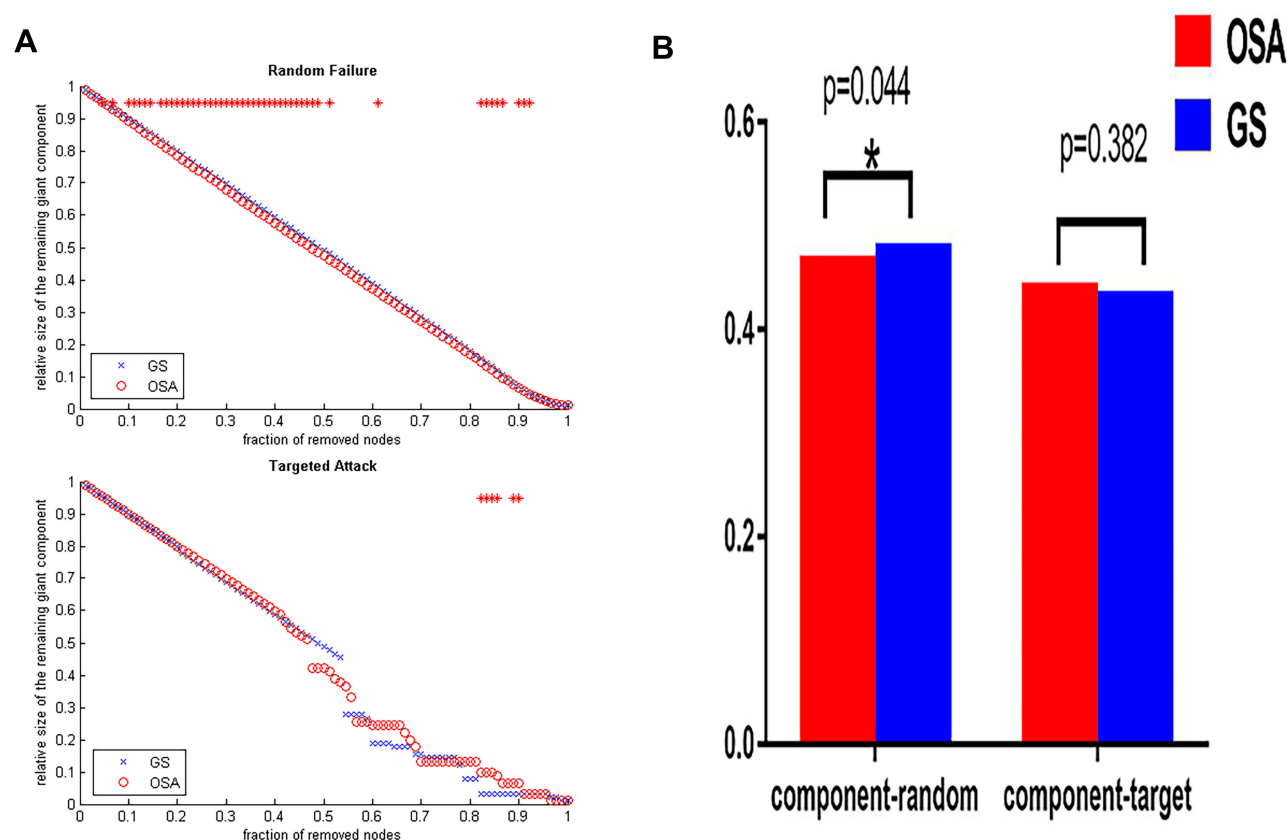 A
Random Failure
relative size of the remaining giant component
1
0.9
0.8
0.7
0.6
0.5
0.4
0.3
0.2
0.1
0
GS
OSA
0 0.1 0.2 0.3 0.4 0.5 0.6 0.7 0.8 0.9 1
fraction of removed nodes
Targeted Attack
relative size of the remaining giant component
1
0.9
0.8
0.7
0.6
0.5
0.4
0.3
0.2
0.1
0
GS
OSA
0 0.1 0.2 0.3 0.4 0.5 0.6 0.7 0.8 0.9 1
fraction of removed nodes
B
OSA
GS
p=0.044
*
p=0.382
0.6
0.4
0.2
0.0
component-random component-target